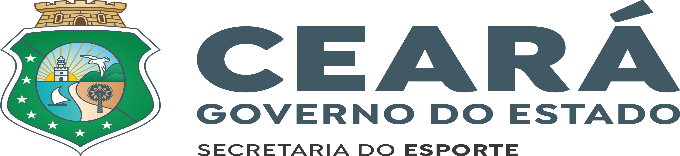 CEARÁ
GOVERNO DO ESTADO
SECRETARIA DO ESPORTE